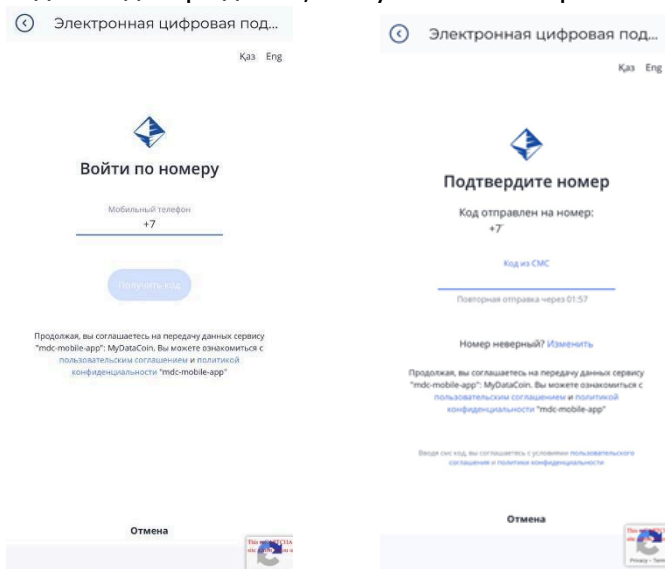 Электронная цифровая под...
Қаз Eng
Войти по номеру
Мобильный телефон
+7
Получить код
Продолжая, вы соглашаетесь на передачу данных сервису
"mdc-mobile-app": MyDataCoin. Вы можете ознакомиться с
пользовательским соглашением и политикой
конфиденциальности "mdc-mobile-app"
Отмена
Электронная цифровая под...
Қаз Eng
Подтвердите номер
Код отправлен на номер:
+7
Код из СМС
Повторная отправка через 01:57
Номер неверный? Изменить
Продолжая, вы соглашаетесь на передачу данных сервису
"mdc-mobile-app": MyDataCoin. Вы можете ознакомиться с
пользовательским соглашением и политикой
конфиденциальности "mdc-mobile-app"
Вводя смс код, вы соглашаетесь с условиями пользовательского
соглашения и политики конфиденциальности
Отмена
Privacy - Term